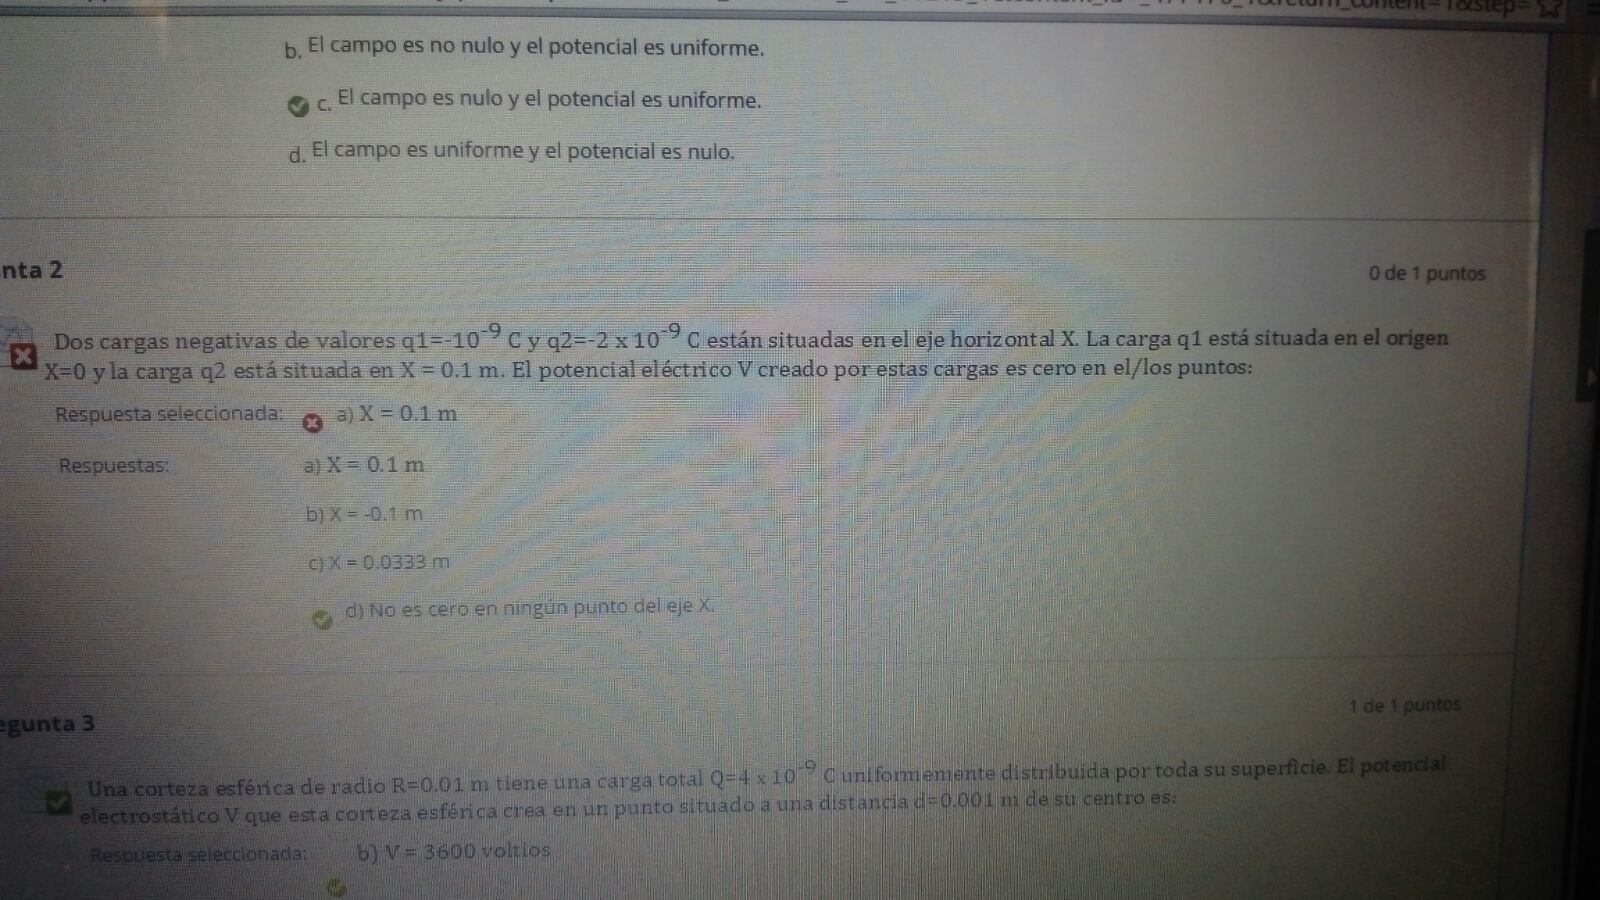 b. El campo es no nulo y el potencial es uniforme.
c. El campo es nulo y el potencial es uniforme.
d. El campo es uniforme y el potencial es nulo.
nta 2
0 de 1 puntos
Dos cargas negativas de valores q1=-10⁻⁹ C y q2=-2 x 10⁻⁹ C están situadas en el eje horizontal X. La carga q1 está situada en el origen
X=0 y la carga q2 está situada en X = 0.1 m. El potencial eléctrico V creado por estas cargas es cero en el/los puntos:
Respuesta seleccionada: a) X = 0.1 m
Respuestas: a) X = 0.1 m
b) X = -0.1 m
c) X = 0.0333 m
d) No es cero en ningún punto del eje X.
egunta 3
1 de 1 puntos
Una corteza esférica de radio R=0.01 m tiene una carga total Q=4 x 10⁻⁹ C uniformemente distribuida por toda su superficie. El potencial
electrostático V que esta corteza esférica crea en un punto situado a una distancia d=0.001 m de su centro es:
Respuesta seleccionada: b) V = 3600 voltios